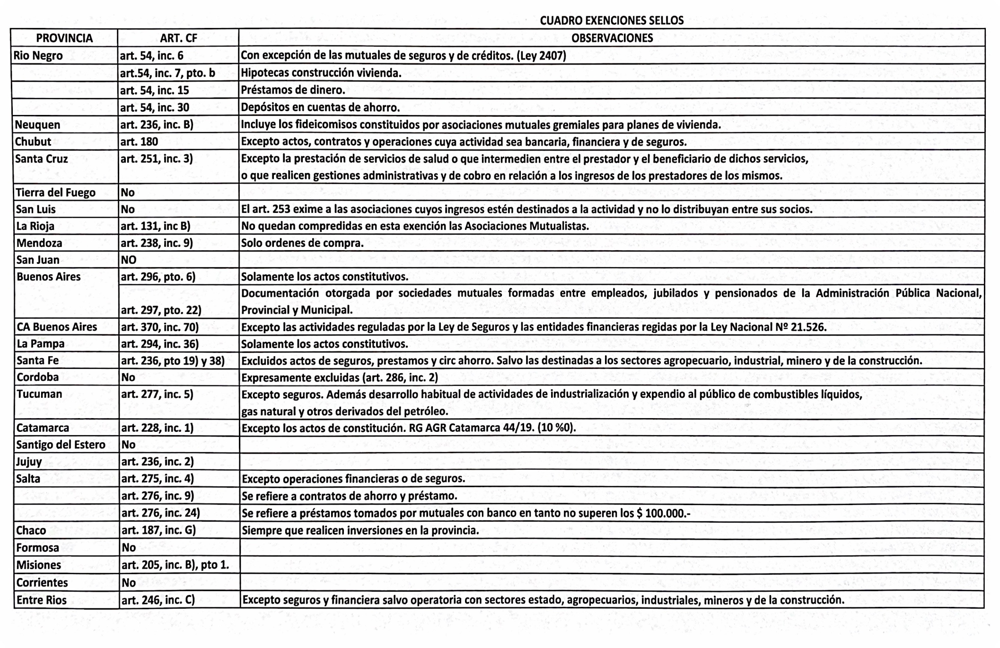 CUADRO EXENCIONES SELLOS
PROVINCIA ART. CF OBSERVACIONES
Rio Negro art. 54, inc. 6 Con excepción de las mutuales de seguros y de créditos. (Ley 2407)
art.54, inc. 7, pto. b Hipotecas construcción vivienda.
art. 54, inc. 15 Préstamos de dinero.
art. 54, inc. 30 Depósitos en cuentas de ahorro.
Neuquen art. 236, inc. B) Incluye los fideicomisos constituidos por asociaciones mutuales gremiales para planes de vivienda.
Chubut art. 180 Excepto actos, contratos y operaciones cuya actividad sea bancaria, financiera y de seguros.
Santa Cruz art. 251, inc. 3) Excepto la prestación de servicios de salud o que intermedien entre el prestador y el beneficiario de dichos servicios,
o que realicen gestiones administrativas y de cobro en relación a los ingresos de los prestadores de los mismos.
Tierra del Fuego No
San Luis No El art. 253 exime a las asociaciones cuyos ingresos estén destinados a la actividad y no lo distribuyan entre sus socios.
La Rioja art. 131, inc B) No quedan compredidas en esta exención las Asociaciones Mutualistas.
Mendoza art. 238, inc. 9) Solo ordenes de compra.
San Juan NO
Buenos Aires art. 296, pto. 6) Solamente los actos constitutivos.
Documentación otorgada por sociedades mutuales formadas entre empleados, jubilados y pensionados de la Administración Pública Nacional,
art. 297, pto. 22) Provincial y Municipal.
CA Buenos Aires art. 370, inc. 70) Excepto las actividades reguladas por la Ley de Seguros y las entidades financieras regidas por la Ley Nacional Nº 21.526.
La Pampa art. 294, inc. 36) Solamente los actos constitutivos.
Santa Fe art. 236, pto 19) y 38) Excluidos actos de seguros, prestamos y circ ahorro. Salvo las destinadas a los sectores agropecuario, industrial, minero y de la construcción.
Cordoba No Expresamente excluidas (art. 286, inc. 2)
Tucuman art. 277, inc. 5) Excepto seguros. Además desarrollo habitual de actividades de industrialización y expendio al público de combustibles líquidos,
gas natural y otros derivados del petróleo.
Catamarca art. 228, inc. 1) Excepto los actos de constitución. RG AGR Catamarca 44/19. (10 %0).
Santigo del Estero No
Jujuy art. 236, inc. 2)
Salta art. 275, inc. 4) Excepto operaciones financieras o de seguros.
art. 276, inc. 9) Se refiere a contratos de ahorro y préstamo.
art. 276, inc. 24) Se refiere a préstamos tomados por mutuales con banco en tanto no superen los $ 100.000.-
Chaco art. 187, inc. G) Siempre que realicen inversiones en la provincia.
Formosa No
Misiones art. 205, inc. B), pto 1.
Corrientes No
Entre Rios art. 246, inc. C) Excepto seguros y financiera salvo operatoria con sectores estado, agropecuarios, industriales, mineros y de la construcción.